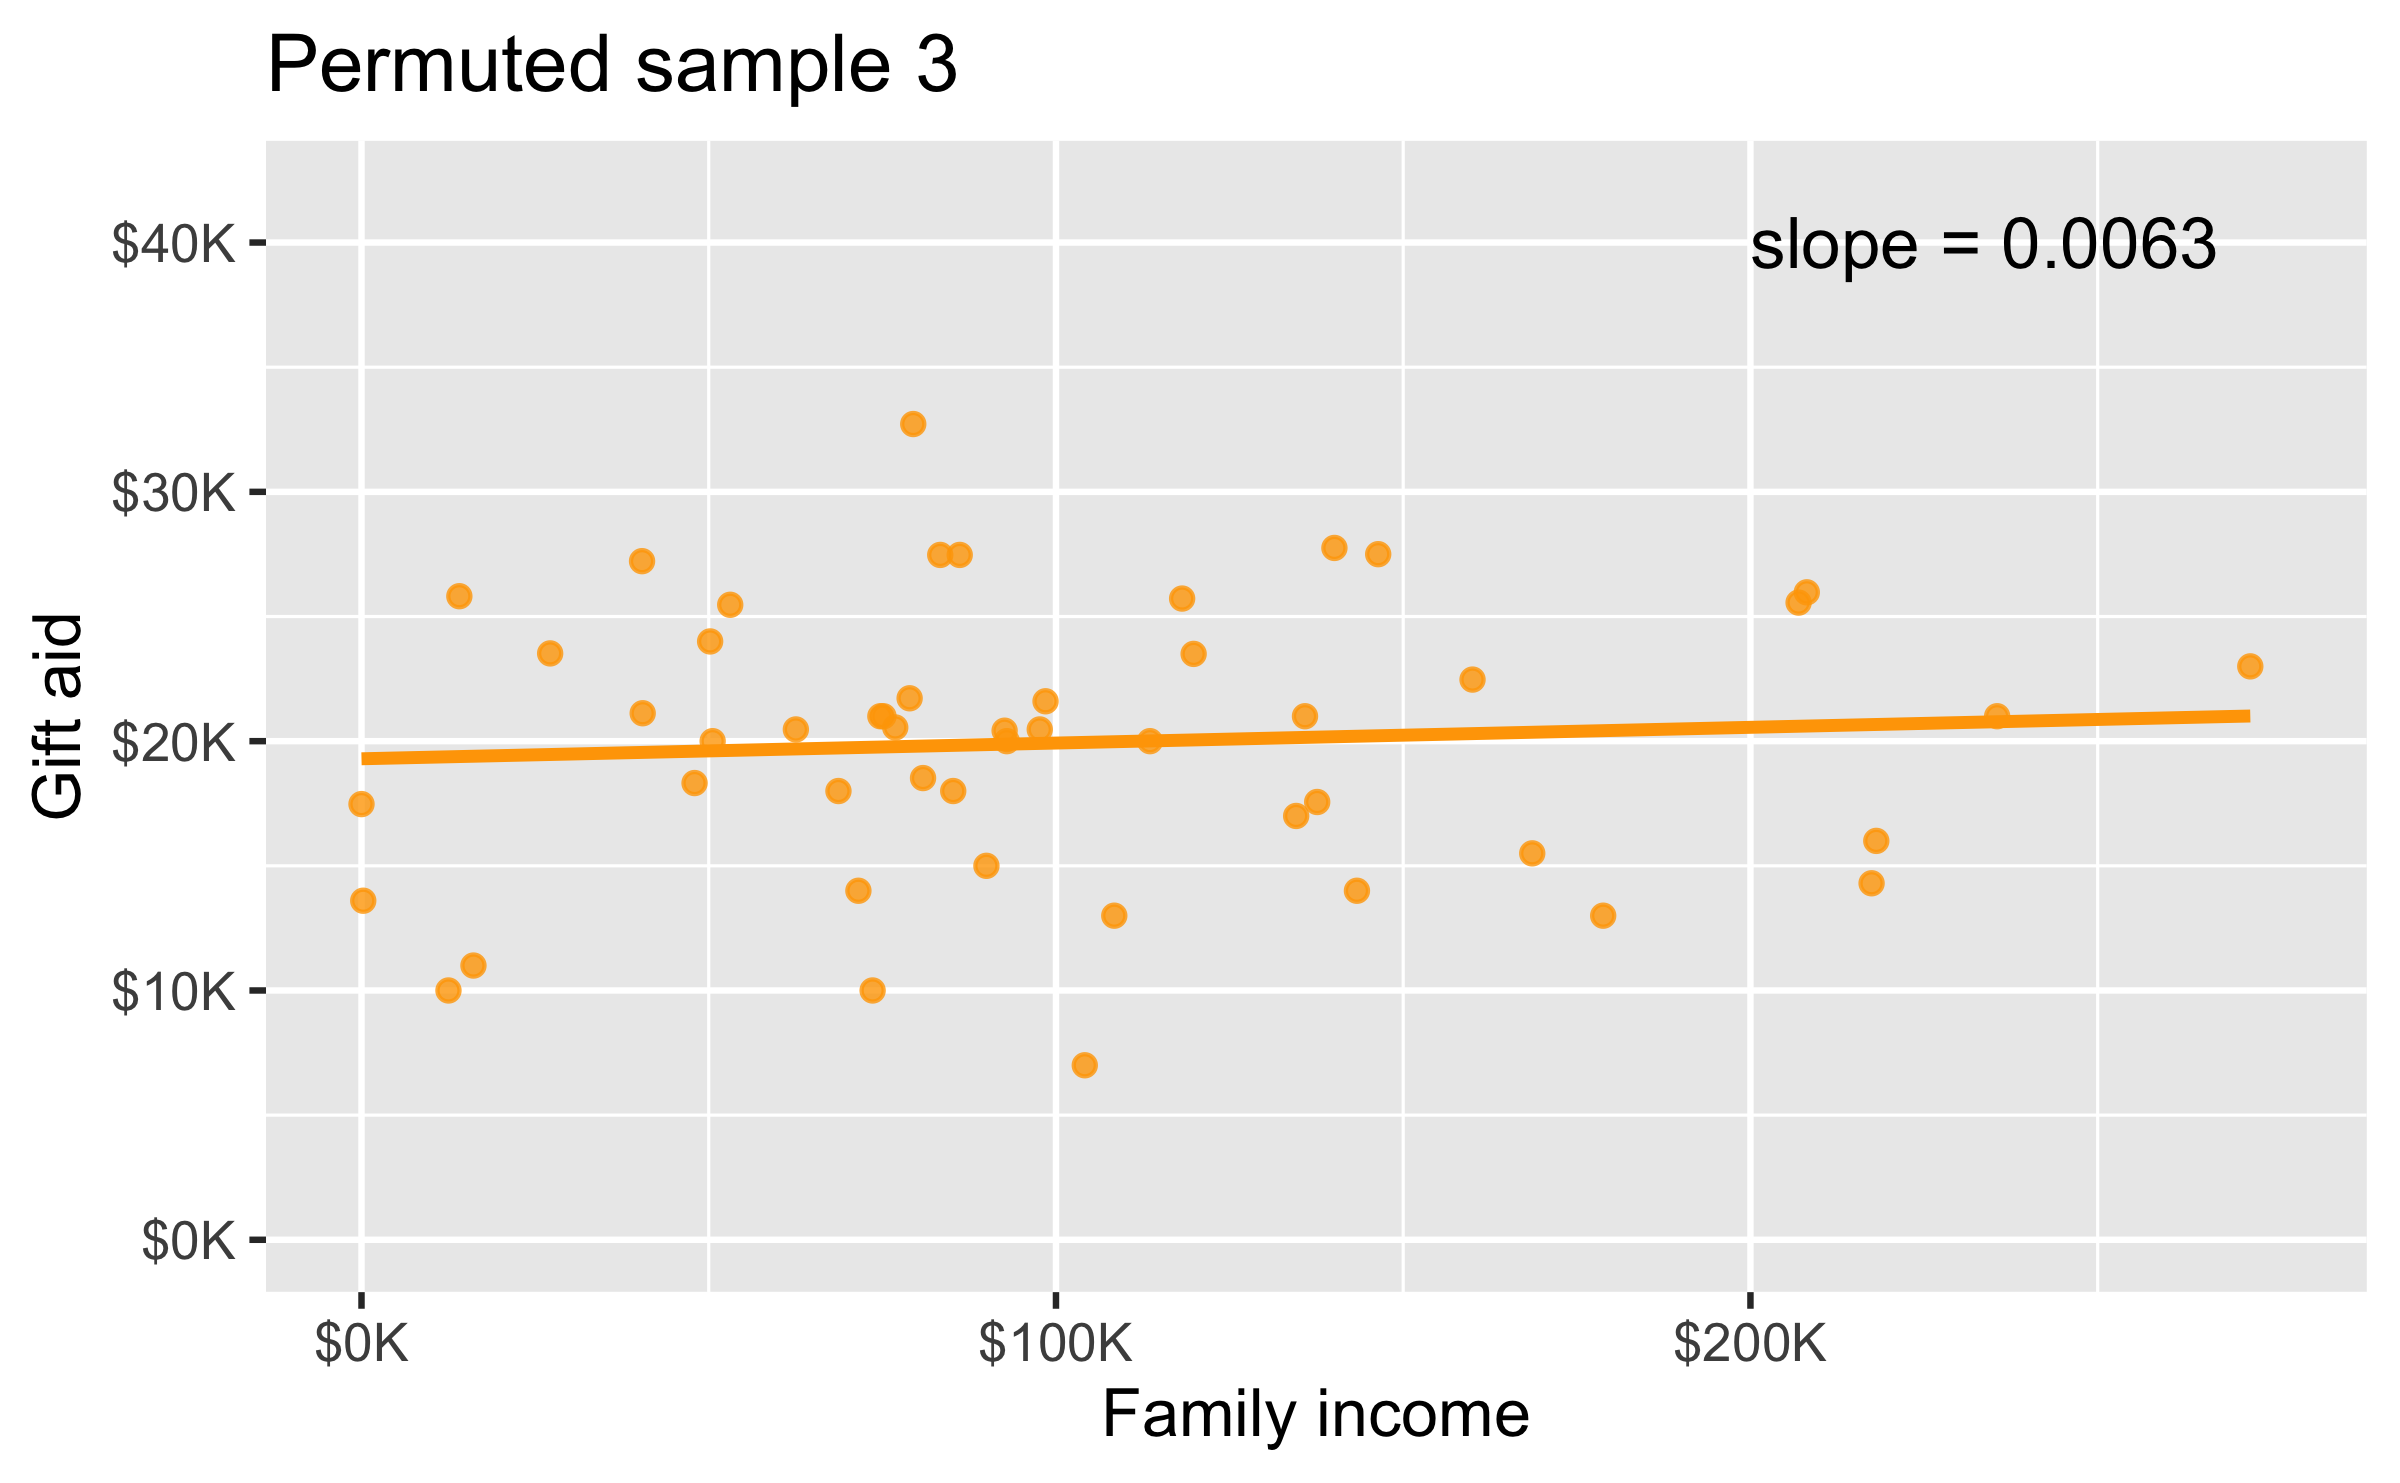 Permuted sample 3
slope = 0.0063
$40K
$30K
$20K
$10K
$0K
Gift aid
$0K $100K $200K
Family income